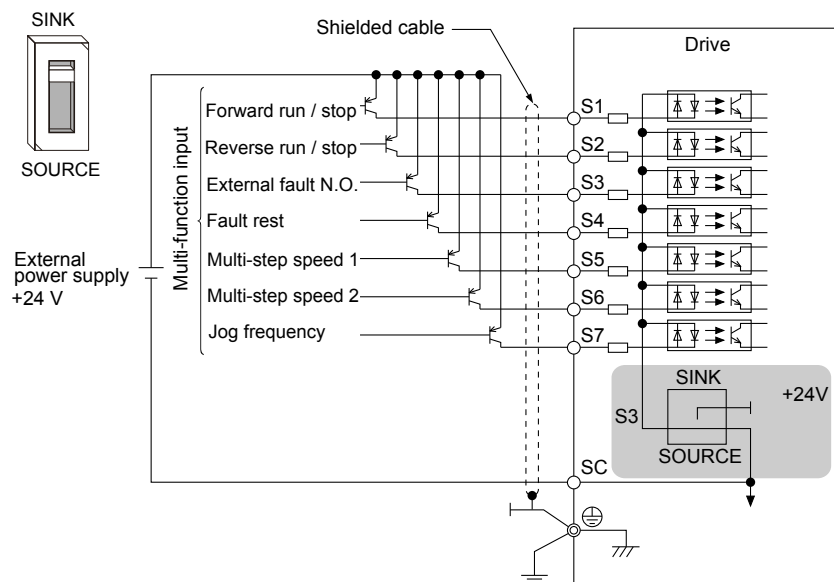 SINK
SOURCE
Shielded cable
Drive
Multi-function input
Forward run / stop
Reverse run / stop
External fault N.O.
Fault rest
Multi-step speed 1
Multi-step speed 2
Jog frequency
External
power supply
+24 V
S1
S2
S3
S4
S5
S6
S7
SINK
+24V
S3
SOURCE
SC